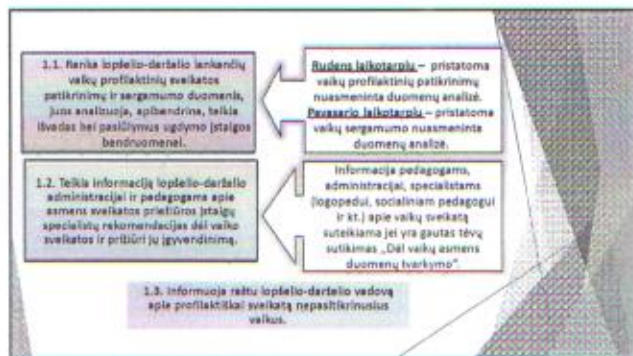 1.1. Renka lopšelio-darželio lankančių
vaikų profilaktinių sveikatos
patikrinimų ir sergamumo duomenis,
juos analizuoja, apibendrina, teikia
išvadas bei pasiūlymus ugdymo įstaigos
bendruomenei.
Rudens laikotarpiu – pristatoma
vaikų profilaktinių patikrinimų
nuasmeninta duomenų analizė.
Pavasario laikotarpiu – pristatoma
vaikų sergamumo nuasmeninta
duomenų analizė.
1.2. Teikia informaciją lopšelio-darželio
administracijai ir pedagogams apie
asmens sveikatos priežiūros įstaigų
specialistų rekomendacijas dėl vaiko
sveikatos ir prižiūri jų įgyvendinimą.
Informacija pedagogams,
administracijai, specialistams
(logopedui, socialiniam pedagogui
ir kt.) apie vaikų sveikatą
suteikiama jei yra gautas tėvų
sutikimas „Dėl vaikų asmens
duomenų tvarkymo“.
1.3. Informuoja raštu lopšelio-darželio vadovą
apie profilaktiškai sveikatą nepasitikrinusius
vaikus.